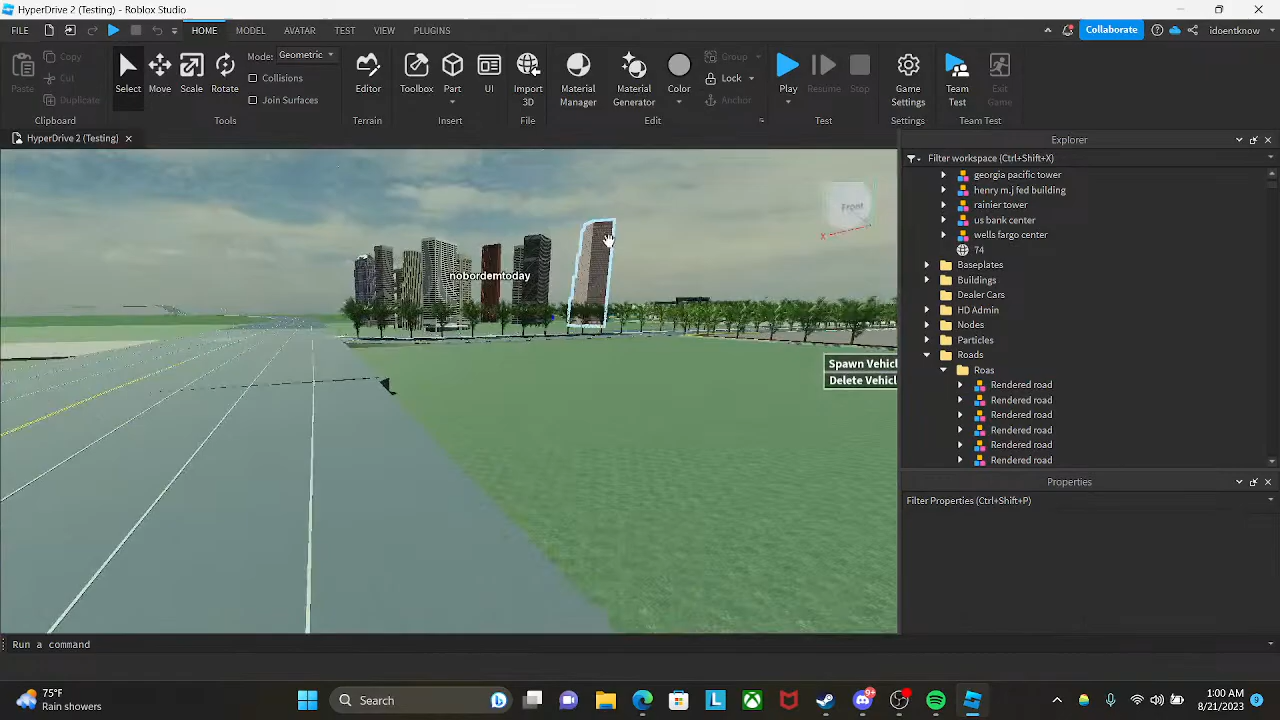 HyperDrive 2 (Testing) - Roblox Studio
FILE HOME MODEL AVATAR TEST VIEW PLUGINS Collaborate idoentknow
Copy Mode: Geometric Group
Cut Collisions Lock
Paste Duplicate Select Move Scale Rotate Join Surfaces Editor Toolbox Part UI Import 3D Material Manager Material Generator Color Anchor Play Resume Stop Game Settings Team Test Exit Game
Clipboard Tools Terrain Insert File Edit Test Settings Team Test
HyperDrive 2 (Testing) Explorer
Filter workspace (Ctrl+Shift+X)
georgia pacific tower
henry m.j fed building
rainier tower
us bank center
wells fargo center
74
Baseplates
Buildings
Dealer Cars
HD Admin
Nodes
Particles
Roads
Roas
Rendered road
Rendered road
Rendered road
Rendered road
Rendered road
Rendered road
Front
X
nobordemtoday
Spawn Vehicl
Delete Vehicl
Properties
Filter Properties (Ctrl+Shift+P)
Run a command
75°F
Rain showers
Search
L
9+
1:00 AM
8/21/2023
9